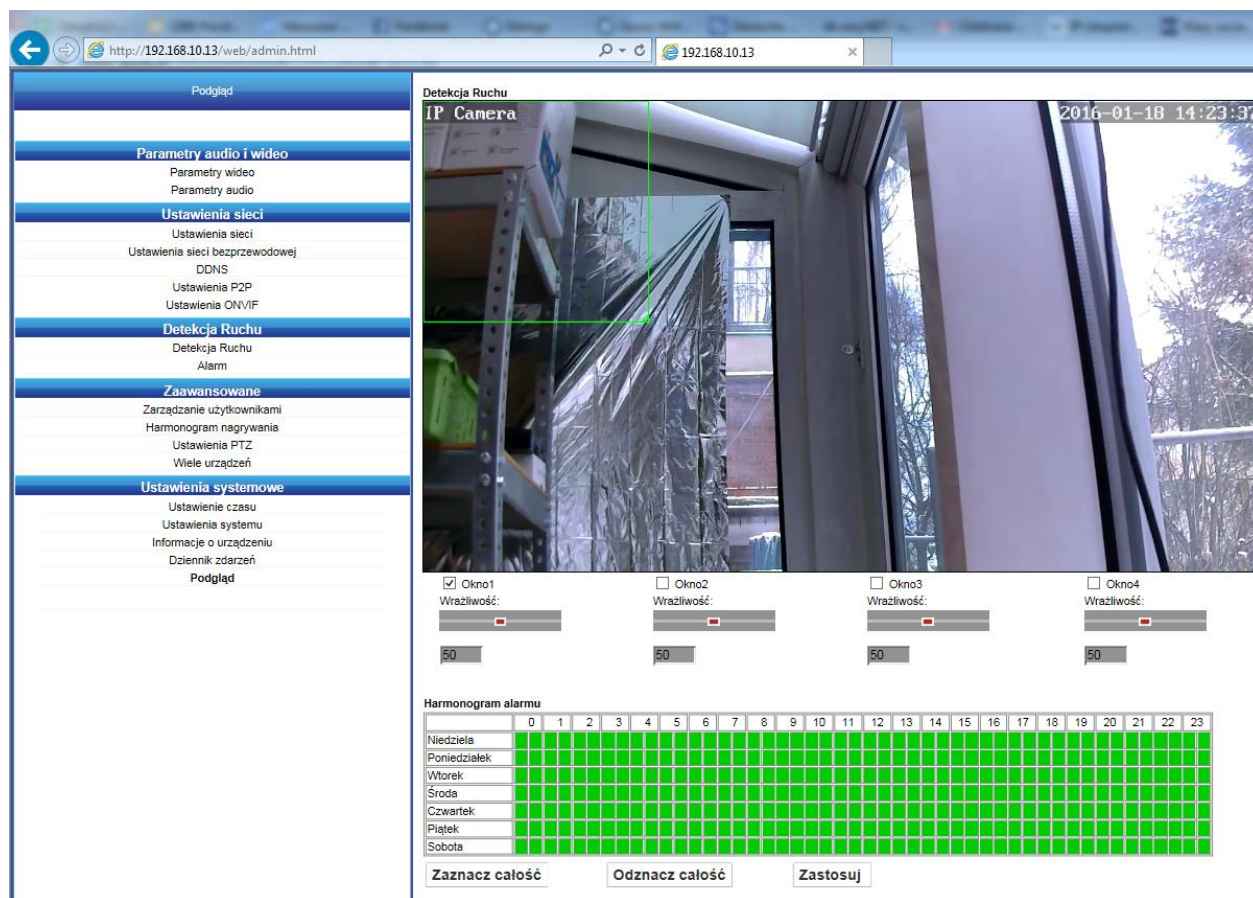 http://192.168.10.13/web/admin.html
192.168.10.13
Podgląd
Parametry audio i wideo
Parametry wideo
Parametry audio
Ustawienia sieci
Ustawienia sieci
Ustawienia sieci bezprzewodowej
DDNS
Ustawienia P2P
Ustawienia ONVIF
Detekcja Ruchu
Detekcja Ruchu
Alarm
Zaawansowane
Zarządzanie użytkownikami
Harmonogram nagrywania
Ustawienia PTZ
Wiele urządzeń
Ustawienia systemowe
Ustawienie czasu
Ustawienia systemu
Informacje o urządzeniu
Dziennik zdarzeń
Podgląd
Detekcja Ruchu
IP Camera 2016-01-18 14:23:37
Okno1 Okno2 Okno3 Okno4
Wrażliwość: Wrażliwość: Wrażliwość: Wrażliwość:
50 50 50 50
Harmonogram alarmu
0 1 2 3 4 5 6 7 8 9 10 11 12 13 14 15 16 17 18 19 20 21 22 23
Niedziela
Poniedziałek
Wtorek
Środa
Czwartek
Piątek
Sobota
Zaznacz całość Odznacz całość Zastosuj